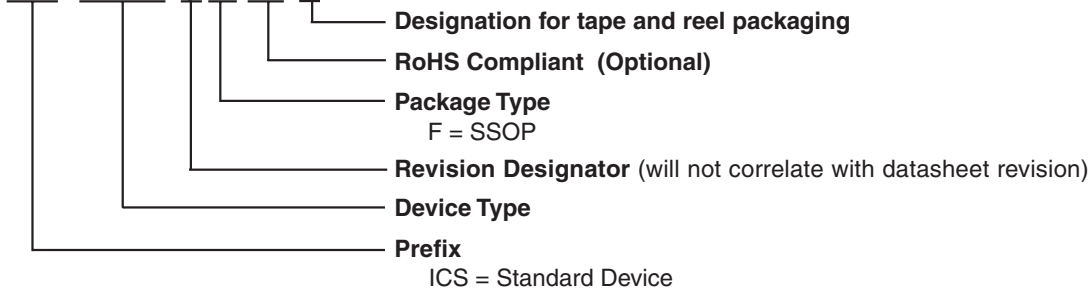 Designation for tape and reel packaging
RoHS Compliant (Optional)
Package Type
F = SSOP
Revision Designator (will not correlate with datasheet revision)
Device Type
Prefix
ICS = Standard Device